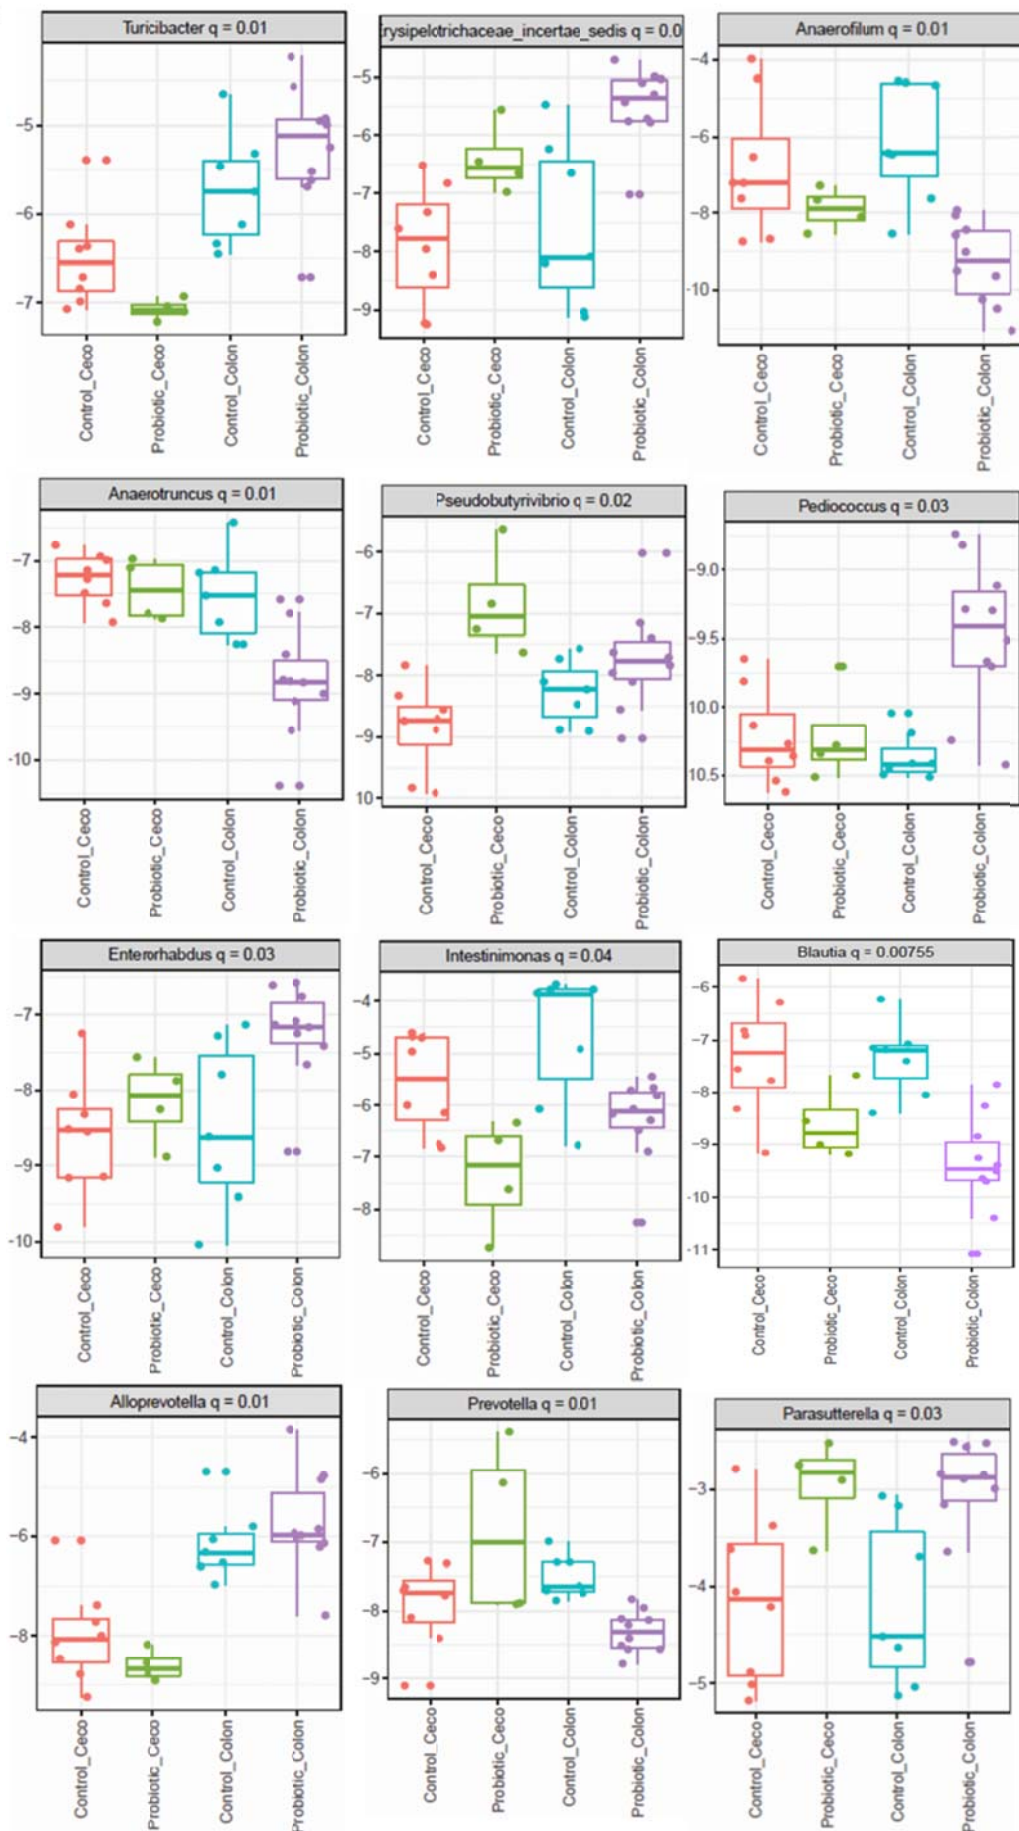 Turicibacter q = 0.01
−5
−6
−7
Control_Ceco
Probiotic_Ceco
Control_Colon
Probiotic_Colon
rysipelotrichaceae_incertae_sedis q = 0.0
−5
−6
−7
−8
−9
Control_Ceco
Probiotic_Ceco
Control_Colon
Probiotic_Colon
Anaerofilum q = 0.01
−4
−6
−8
-10
Control_Ceco
Probiotic_Ceco
Control_Colon
Probiotic_Colon
Anaerotruncus q = 0.01
−7
−8
−9
-10
Control_Ceco
Probiotic_Ceco
Control_Colon
Probiotic_Colon
Pseudobutyrivibrio q = 0.02
−6
−7
−8
−9
10
Control_Ceco
Probiotic_Ceco
Control_Colon
Probiotic_Colon
Pediococcus q = 0.03
−9.0
−9.5
10.0
10.5
Control_Ceco
Probiotic_Ceco
Control_Colon
Probiotic_Colon
Enterorhabdus q = 0.03
−7
−8
−9
-10
Control_Ceco
Probiotic_Ceco
Control_Colon
Probiotic_Colon
Intestinimonas q = 0.04
−4
−5
−6
−7
−8
Control_Ceco
Probiotic_Ceco
Control_Colon
Probiotic_Colon
Blautia q = 0.00755
−6
−7
−8
−9
-10
-11
Control_Ceco
Probiotic_Ceco
Control_Colon
Probiotic_Colon
Alloprevotella q = 0.01
−4
−6
−8
Control_Ceco
Probiotic_Ceco
Control_Colon
Probiotic_Colon
Prevotella q = 0.01
−6
−7
−8
−9
Control_Ceco
Probiotic_Ceco
Control_Colon
Probiotic_Colon
Parasutterella q = 0.03
−3
−4
−5
Control_Ceco
Probiotic_Ceco
Control_Colon
Probiotic_Colon